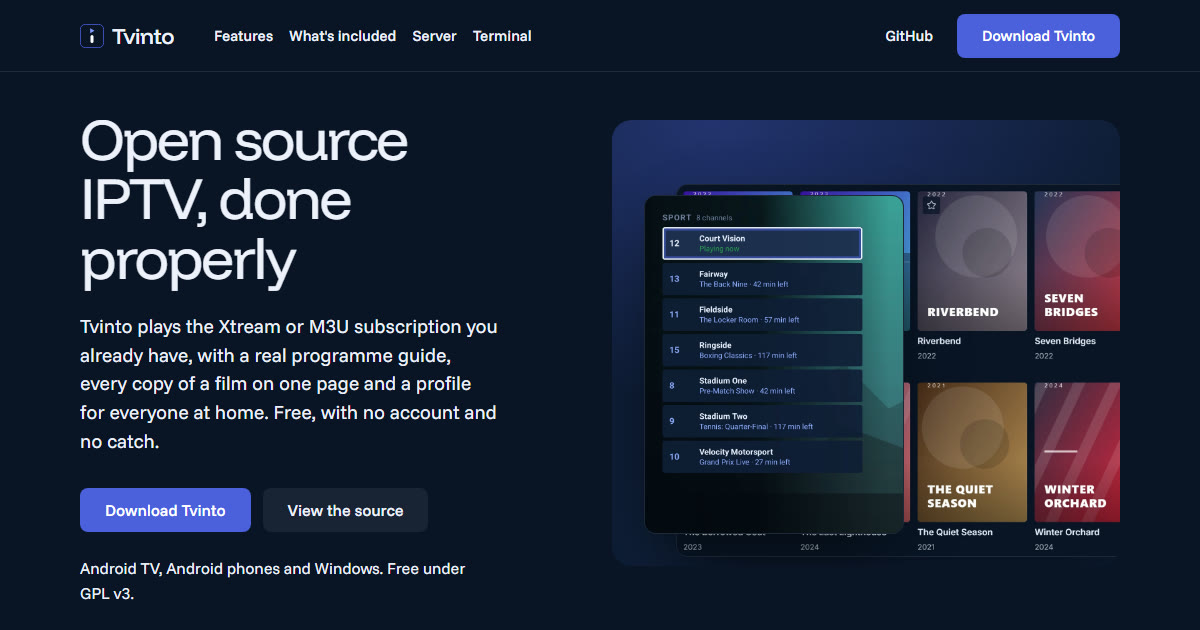 Tvinto
Features
What's included
Server
Terminal
GitHub
Download Tvinto
Open source
IPTV, done
properly
Tvinto plays the Xtream or M3U subscription you
already have, with a real programme guide,
every copy of a film on one page and a profile
for everyone at home. Free, with no account and
no catch.
Download Tvinto
View the source
Android TV, Android phones and Windows. Free under
GPL v3.
SPORT 8 channels
12 Court Vision
Playing now
13 Fairway
The Back Nine · 42 min left
11 Fieldside
The Locker Room · 57 min left
15 Ringside
Boxing Classics · 117 min left
8 Stadium One
Pre-Match Show · 42 min left
9 Stadium Two
Tennis: Quarter-Final · 117 min left
10 Velocity Motorsport
Grand Prix Live · 27 min left
2022
RIVERBEND
Riverbend
2022
2022
SEVEN
BRIDGES
Seven Bridges
2022
2021
THE QUIET
SEASON
The Quiet Season
2021
2024
WINTER
ORCHARD
Winter Orchard
2024
2023
2024